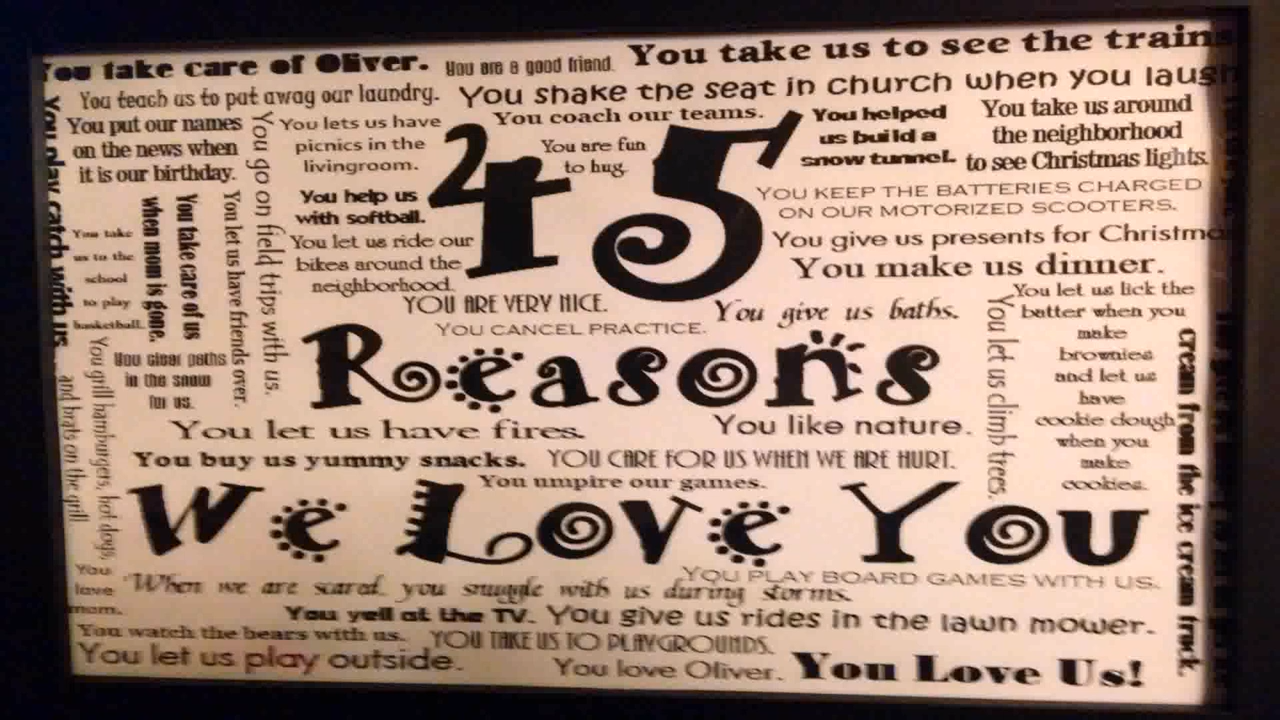 You take care of Oliver.
You are a good friend.
You take us to see the trains
You teach us to put away our laundry.
You shake the seat in church when you laugh
You put our names
on the news when
it is our birthday.
You lets us have
picnics in the
livingroom.
You coach our teams.
You are fun
to hug.
45
You helped
us build a
snow tunnel.
You take us around
the neighborhood
to see Christmas lights.
You play catch with us.
You go on field trips with us.
You help us
with softball.
YOU KEEP THE BATTERIES CHARGED
ON OUR MOTORIZED SCOOTERS.
You take
us to the
school
to play
basketball.
You take care of us
when mom is gone.
You let us have friends over.
You let us ride our
bikes around the
neighborhood.
You give us presents for Christma
You make us dinner.
YOU ARE VERY NICE.
You give us baths.
YOU CANCEL PRACTICE.
You let us climb trees.
You let us lick the
batter when you
make
brownies
and let us
have
cookie dough
when you
make
cookies.
cream from the ice cream truck.
You clear paths
in the snow
for us.
You grill hamburgers, hot dogs,
and brats on the grill
Reasons
You let us have fires.
You like nature.
You buy us yummy snacks.
YOU CARE FOR US WHEN WE ARE HURT.
You umpire our games.
We Love You
You
love
mom.
YOU PLAY BOARD GAMES WITH US.
When we are scared, you snuggle with us during storms.
You yell at the TV.
You give us rides in the lawn mower.
You watch the bears with us.
YOU TAKE US TO PLAYGROUNDS.
You let us play outside.
You love Oliver.
You Love Us!